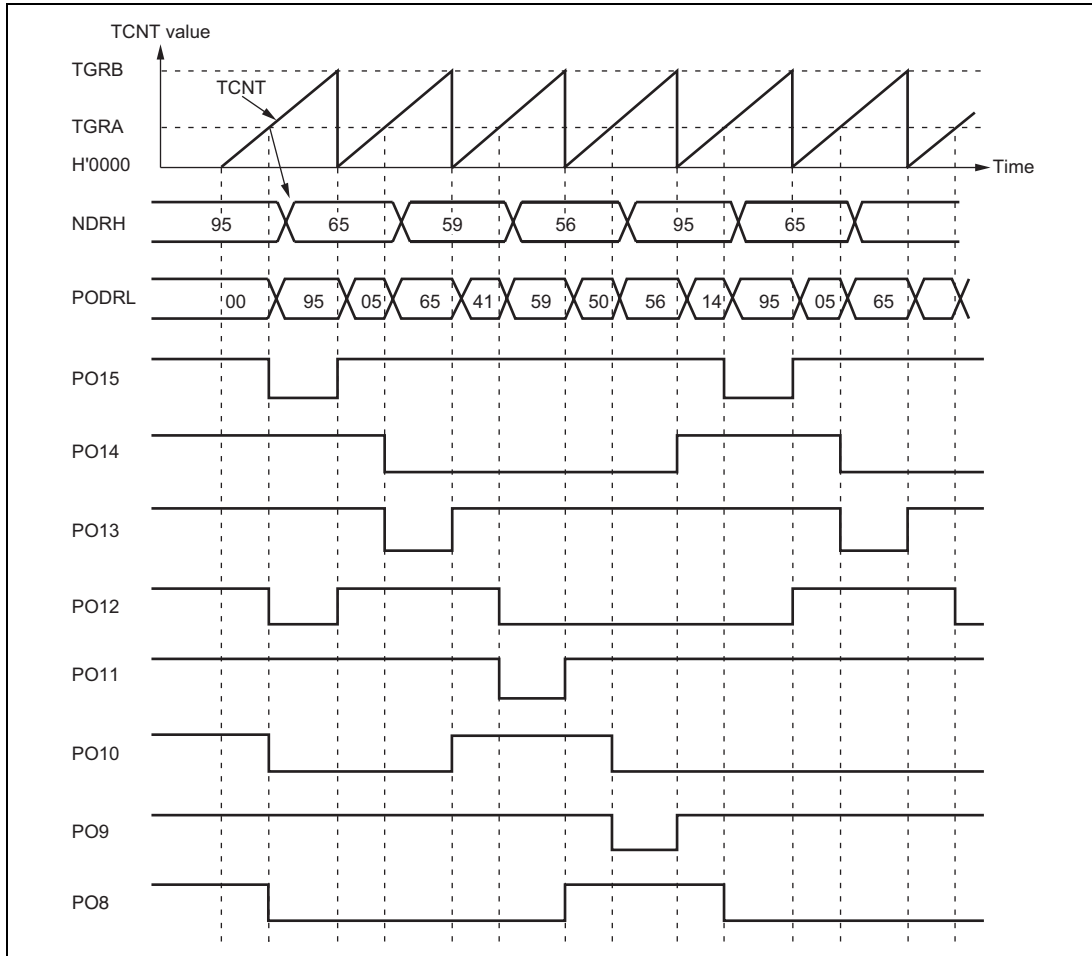 TCNT value
TGRB
TCNT
TGRA
H'0000
Time
NDRH
95 65 59 56 95 65
PODRL
00 95 05 65 41 59 50 56 14 95 05 65
PO15
PO14
PO13
PO12
PO11
PO10
PO9
PO8